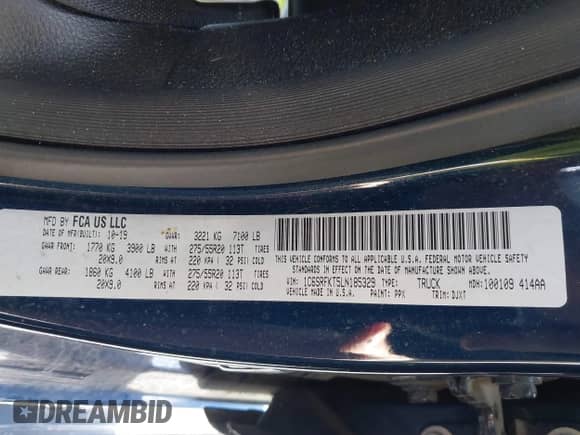 MFD BY FCA US LLC
DATE OF MFR(BUILT): 10-19 GVWR: 3221 KG 7100 LB
GAWR FRONT: 1770 KG 3900 LB WITH 275/55R20 113T TIRES
20X9.0 RIMS AT 220 KPA ( 32 PSI) COLD
GAWR REAR: 1860 KG 4100 LB WITH 275/55R20 113T TIRES
20X9.0 RIMS AT 220 KPA ( 32 PSI) COLD
THIS VEHICLE CONFORMS TO ALL APPLICABLE U.S.A. FEDERAL MOTOR VEHICLE SAFETY
STANDARDS IN EFFECT ON THE DATE OF MANUFACTURE SHOWN ABOVE.
VIN: 1C6SRFKT5LN185329 TYPE: TRUCK MDH: 100109 414AA
VEHICLE MADE IN U.S.A. PAINT: PPX TRIM: DJXT
DREAMBID